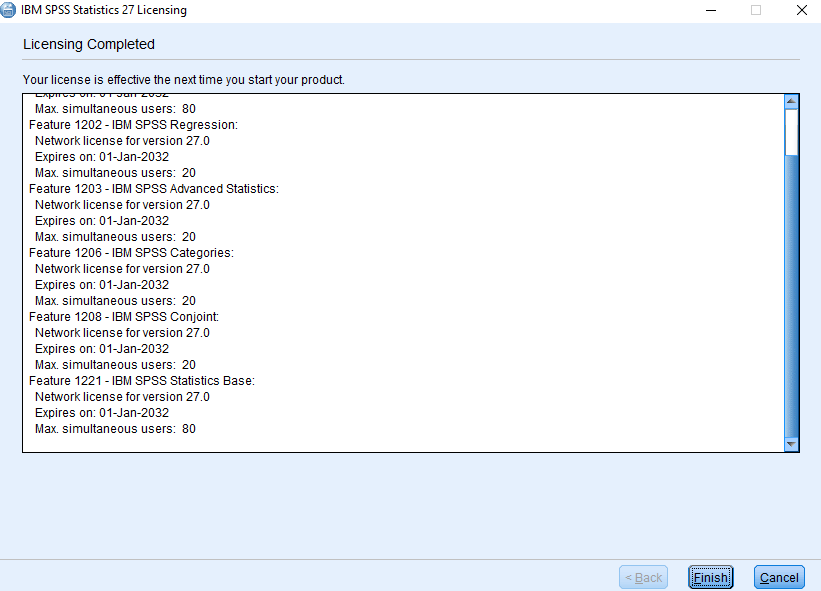 IBM SPSS Statistics 27 Licensing
Licensing Completed
Your license is effective the next time you start your product.
Expires on: 01-Jan-2032
Max. simultaneous users: 80
Feature 1202 - IBM SPSS Regression:
Network license for version 27.0
Expires on: 01-Jan-2032
Max. simultaneous users: 20
Feature 1203 - IBM SPSS Advanced Statistics:
Network license for version 27.0
Expires on: 01-Jan-2032
Max. simultaneous users: 20
Feature 1206 - IBM SPSS Categories:
Network license for version 27.0
Expires on: 01-Jan-2032
Max. simultaneous users: 20
Feature 1208 - IBM SPSS Conjoint:
Network license for version 27.0
Expires on: 01-Jan-2032
Max. simultaneous users: 20
Feature 1221 - IBM SPSS Statistics Base:
Network license for version 27.0
Expires on: 01-Jan-2032
Max. simultaneous users: 80
< Back Finish Cancel